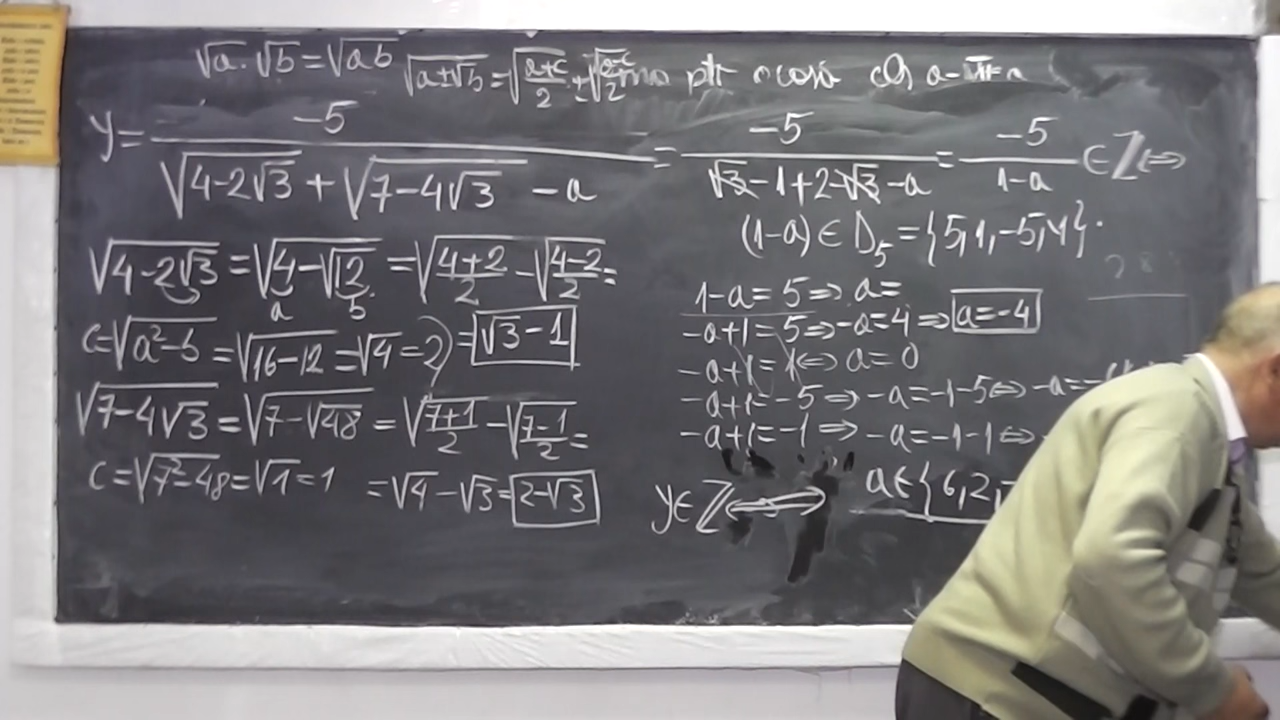 √a · √b = √ab √(a±√b) = √((a+c)/2) ± √((a-c)/2)
y = -5/(√(4-2√3) + √(7-4√3) - a) = -5/(√3-1+2-√3-a) = -5/(1-a) ∈ ℤ ⇔
(1-a) ∈ D₅ = {5, 1, -5, -1}.
√(4-2√3) = √(4-√12) = √((4+2)/2) - √((4-2)/2) =
a b
c = √(a²-b) = √(16-12) = √4 = 2) = √3-1
√(7-4√3) = √(7-√48) = √((7+1)/2) - √((7-1)/2) =
c = √(7²-48) = √1 = 1 = √4 - √3 = 2-√3
1-a = 5 ⇒ a =
-a+1 = 5 ⇒ -a = 4 ⇒ a = -4
-a+1 = 1 ⇔ a = 0
-a+1 = -5 ⇒ -a = -1-5 ⇔ -a = -6
-a+1 = -1 ⇒ -a = -1-1 ⇔
y ∈ ℤ ⇔ a ∈ {6, 2,